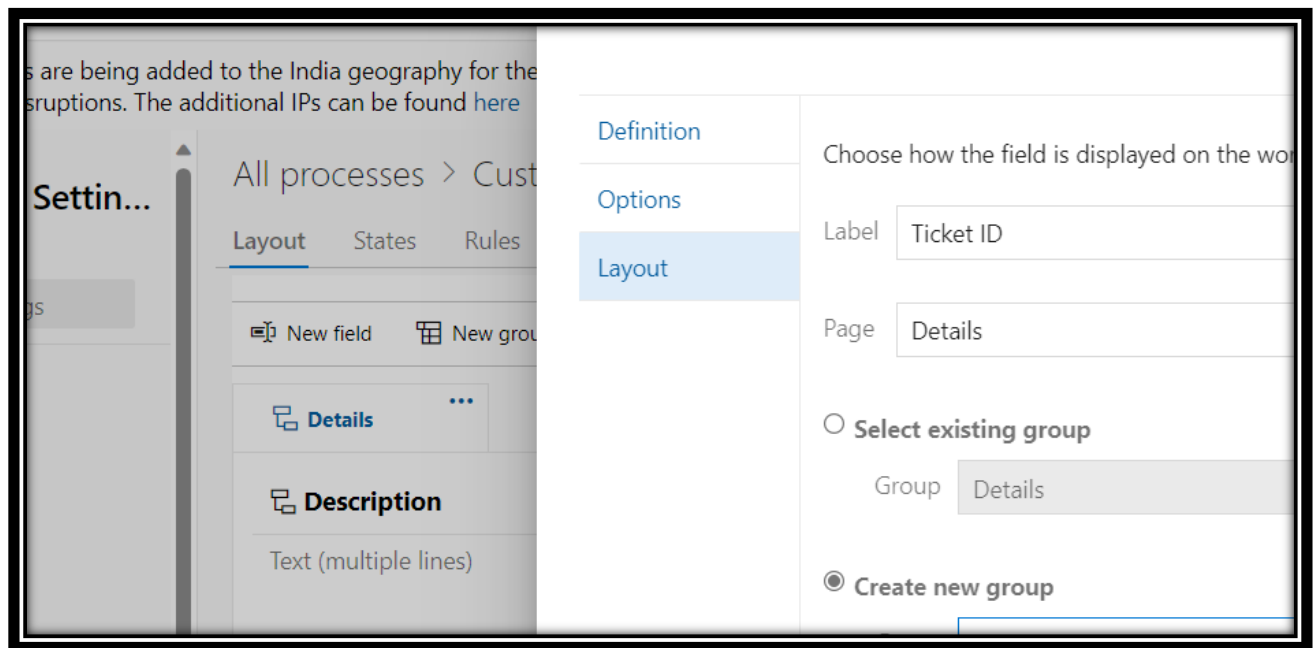 s are being added to the India geography for the
sruptions. The additional IPs can be found here
Settin...
gs
All processes > Cust
Layout States Rules
New field New grou
Details
Description
Text (multiple lines)
Definition
Options
Layout
Choose how the field is displayed on the wor
Label Ticket ID
Page Details
Select existing group
Group Details
Create new group